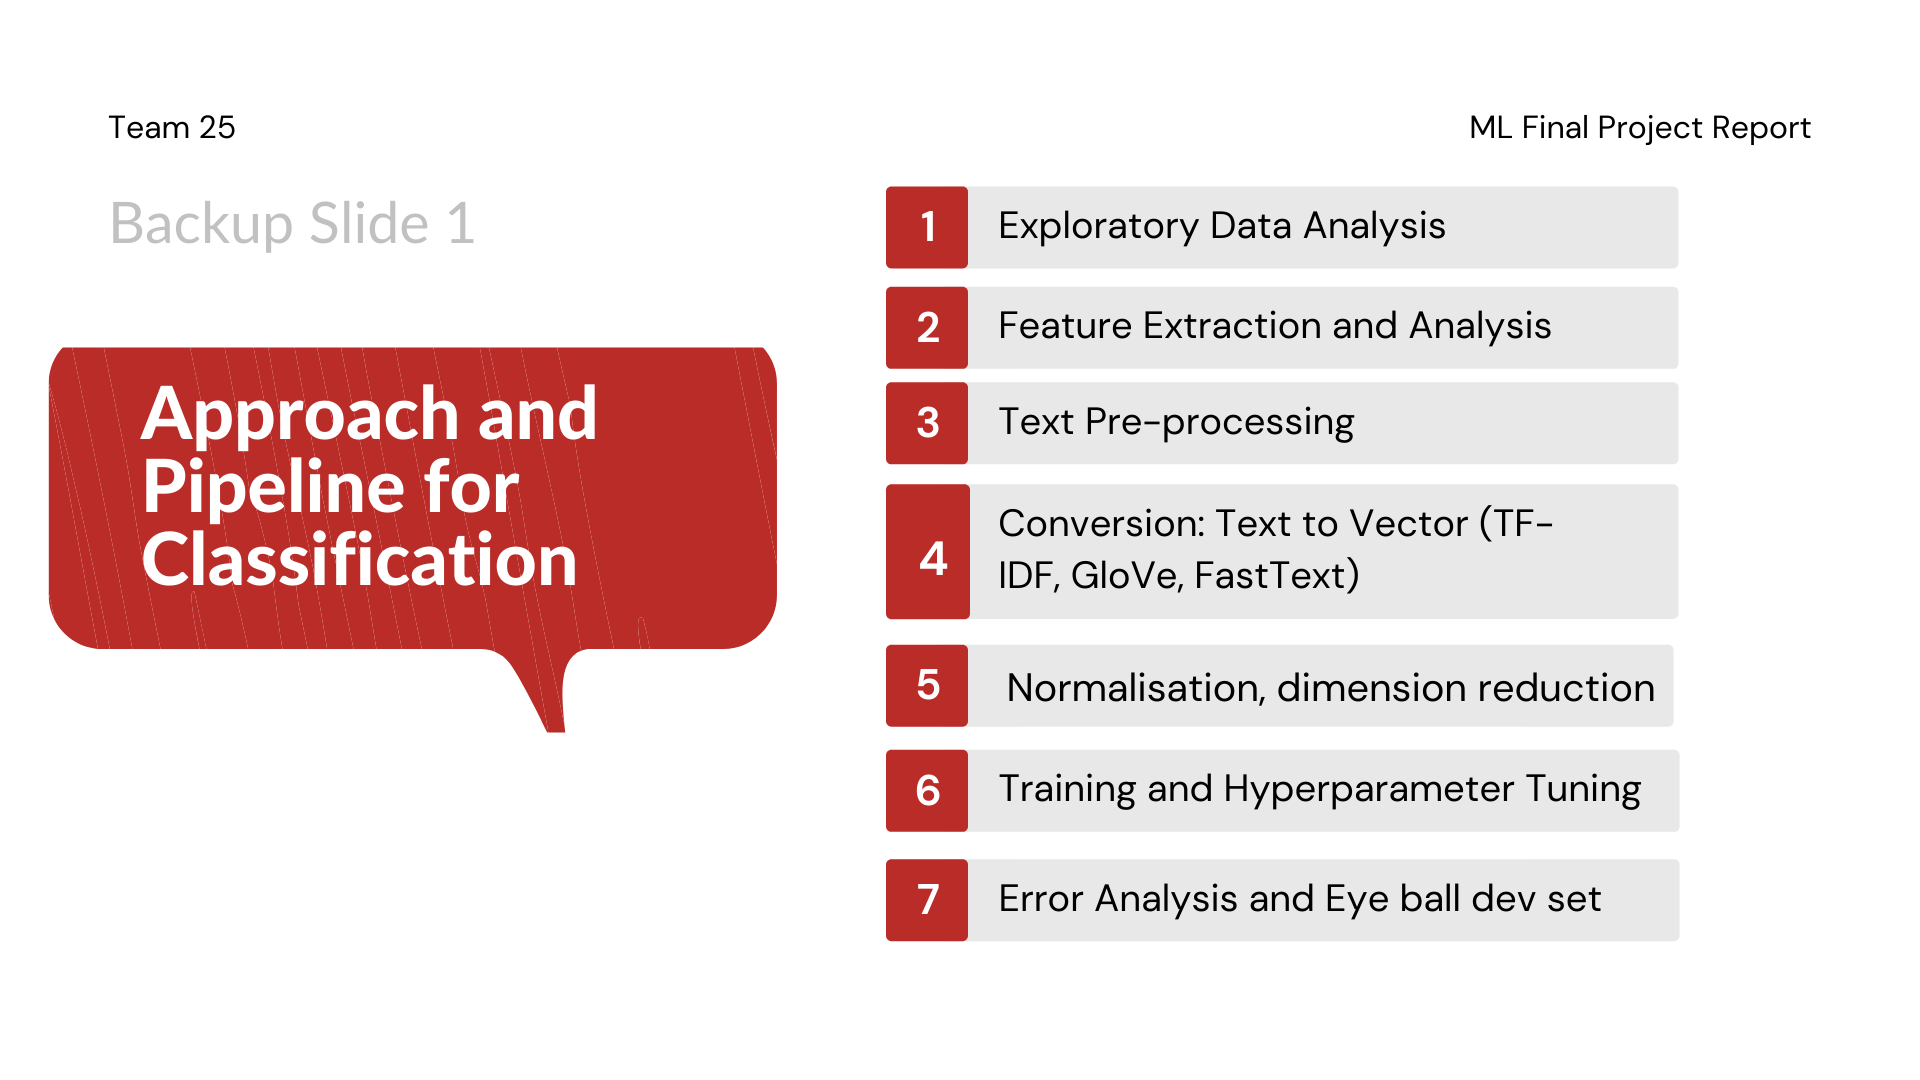 Team 25
ML Final Project Report
Backup Slide 1
Approach and
Pipeline for
Classification
1 Exploratory Data Analysis
2 Feature Extraction and Analysis
3 Text Pre-processing
4 Conversion: Text to Vector (TF-
IDF, GloVe, FastText)
5 Normalisation, dimension reduction
6 Training and Hyperparameter Tuning
7 Error Analysis and Eye ball dev set